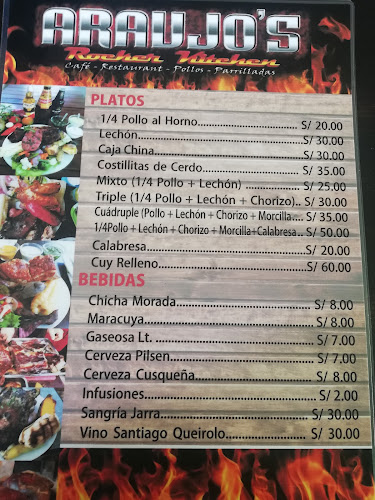 ARAUJO'S
Rocher Kuchen
Café - Restaurant - Pollos - Parrilladas
PLATOS
1/4 Pollo al Horno............................ S/ 20.00
Lechón.......................................... S/ 30.00
Caja China..................................... S/ 30.00
Costillitas de Cerdo......................... S/ 35.00
Mixto (1/4 Pollo + Lechón) ............... S/ 25.00
Triple (1/4 Pollo + Lechón + Chorizo).. S/ 30.00
Cuádruple (Pollo + Lechón + Chorizo + Morcilla.... S/ 35.00
1/4Pollo + Lechón + Chorizo + Morcilla+Calabresa.. S/ 50.00
Calabresa...................................... S/ 20.00
Cuy Relleno................................... S/ 60.00
BEBIDAS
Chicha Morada................................ S/ 8.00
Maracuya....................................... S/ 8.00
Gaseosa Lt. .................................... S/ 7.00
Cerveza Pilsen................................. S/ 7.00
Cerveza Cusqueña............................ S/ 8.00
Infusiones....................................... S/ 2.00
Sangría Jarra................................... S/ 30.00
Vino Santiago Queirolo...................... S/ 30.00